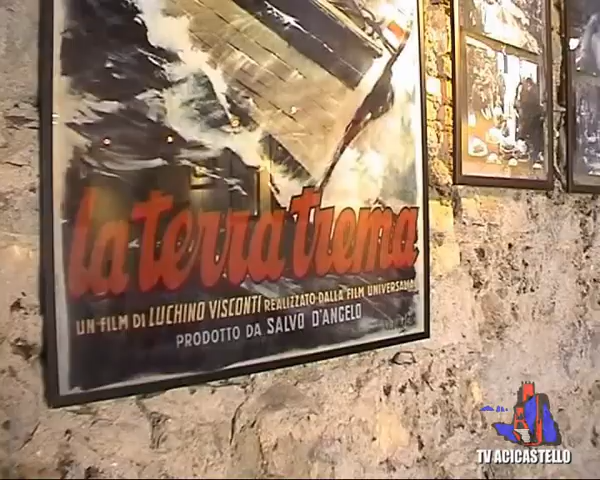 la terra trema
UN FILM DI LUCHINO VISCONTI REALIZZATO DALLA FILM UNIVERSALIA
PRODOTTO DA SALVO D'ANGELO
TV ACICASTELLO